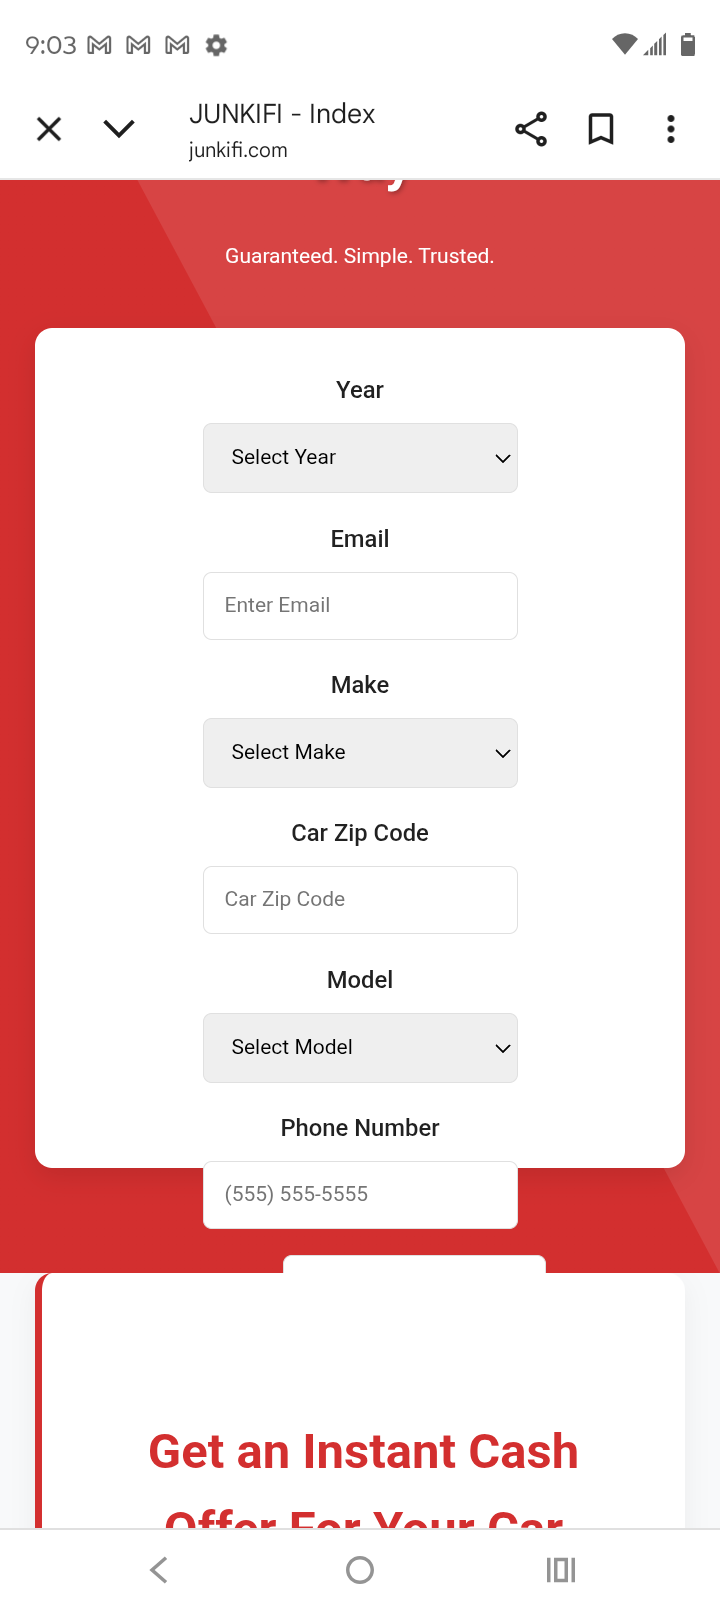 9:03
JUNKIFI - Index
junkifi.com
Guaranteed. Simple. Trusted.
Year
Select Year
Email
Enter Email
Make
Select Make
Car Zip Code
Car Zip Code
Model
Select Model
Phone Number
(555) 555-5555
Get an Instant Cash
Offer For Your Car